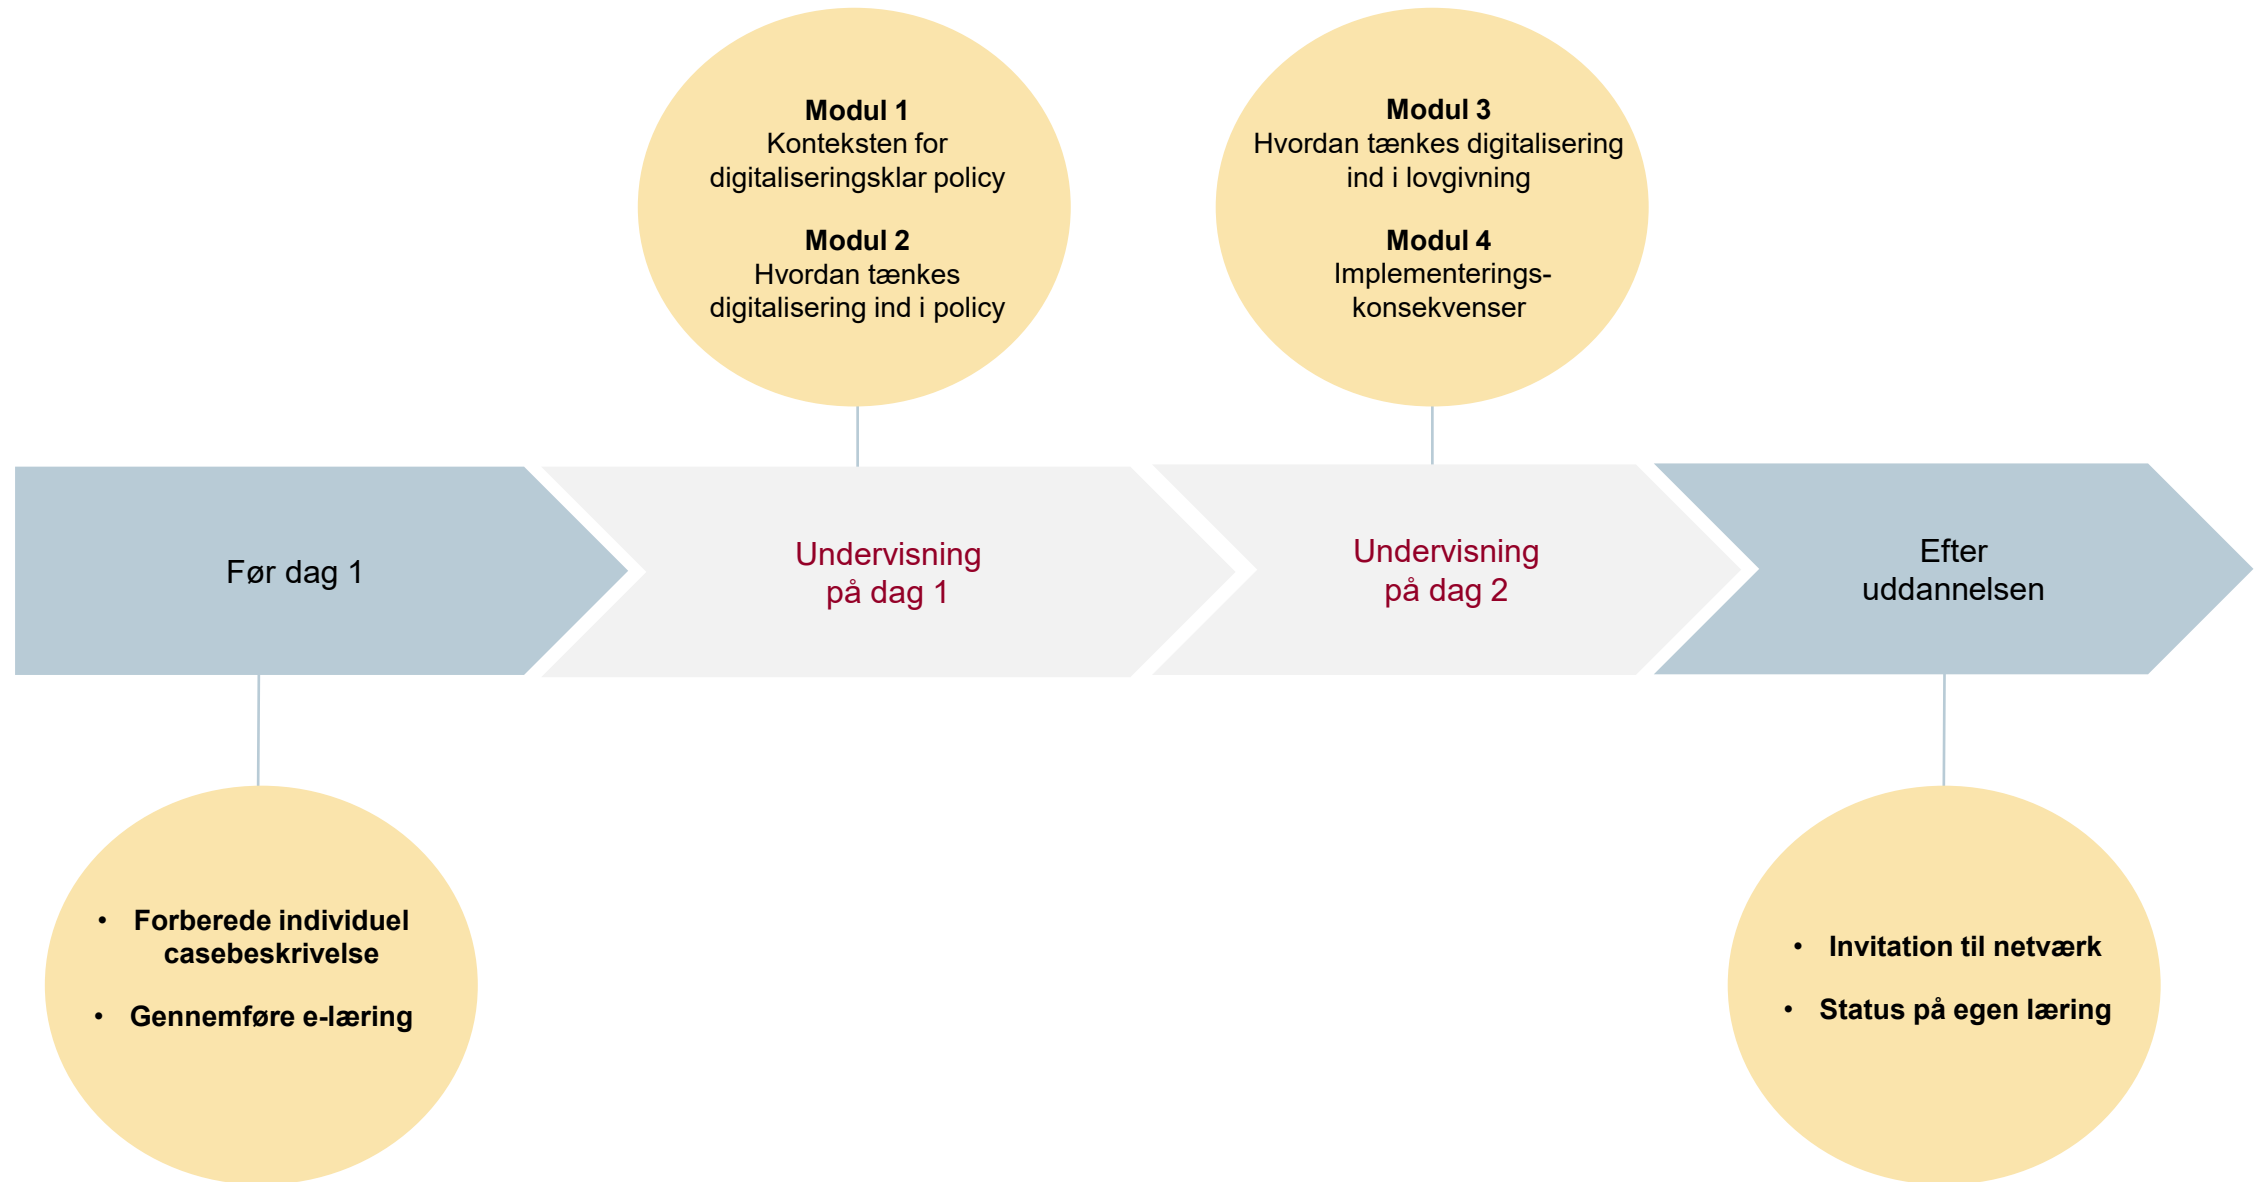 Modul 1
Konteksten for
digitaliseringsklar policy
Modul 2
Hvordan tænkes
digitalisering ind i policy
Modul 3
Hvordan tænkes digitalisering
ind i lovgivning
Modul 4
Implementerings-
konsekvenser
Før dag 1
Undervisning
på dag 1
Undervisning
på dag 2
Efter
uddannelsen
• Forberede individuel
casebeskrivelse
• Gennemføre e-læring
• Invitation til netværk
• Status på egen læring